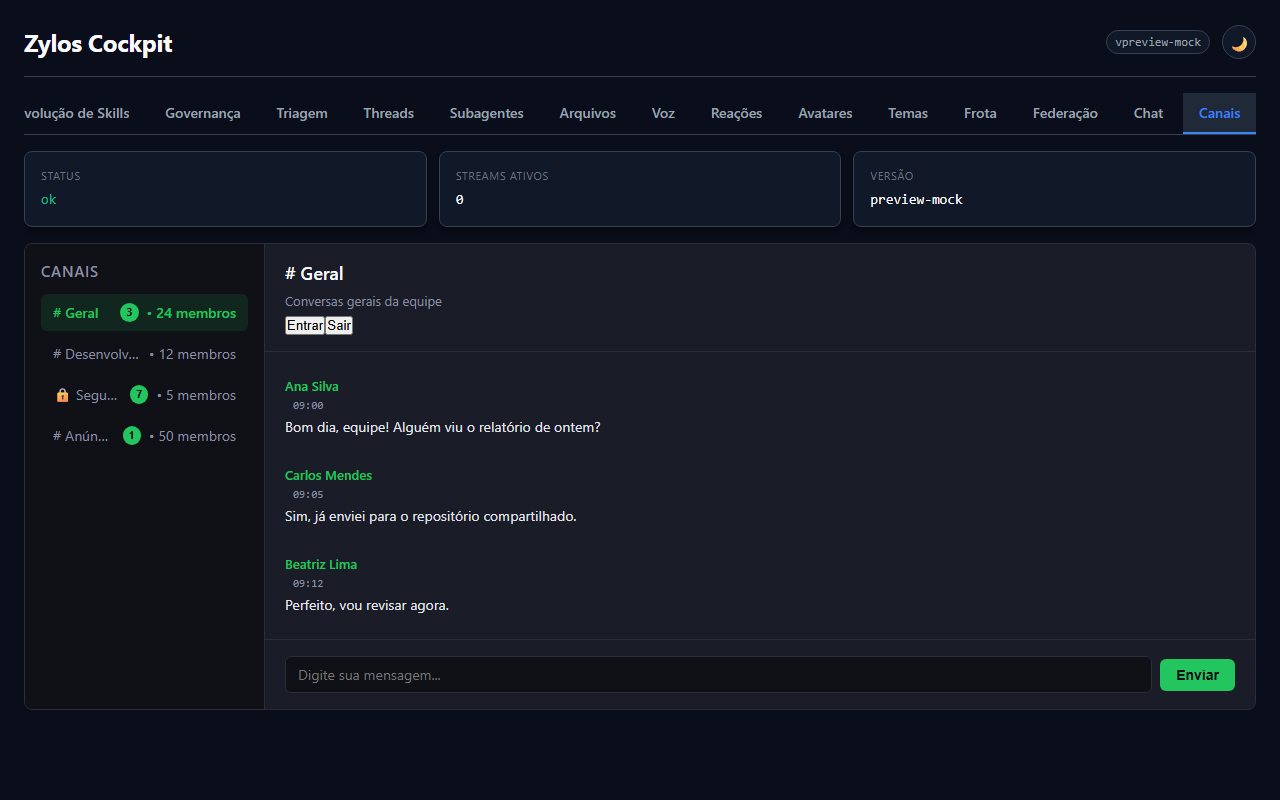 Zylos Cockpit
vpreview-mock
volução de Skills Governança Triagem Threads Subagentes Arquivos Voz Reações Avatares Temas Frota Federação Chat Canais
STATUS
ok
STREAMS ATIVOS
0
VERSÃO
preview-mock
CANAIS
# Geral 3 • 24 membros
# Desenvolv... • 12 membros
🔒 Segu... 7 • 5 membros
# Anún... 1 • 50 membros
# Geral
Conversas gerais da equipe
Entrar Sair
Ana Silva
09:00
Bom dia, equipe! Alguém viu o relatório de ontem?
Carlos Mendes
09:05
Sim, já enviei para o repositório compartilhado.
Beatriz Lima
09:12
Perfeito, vou revisar agora.
Digite sua mensagem...
Enviar